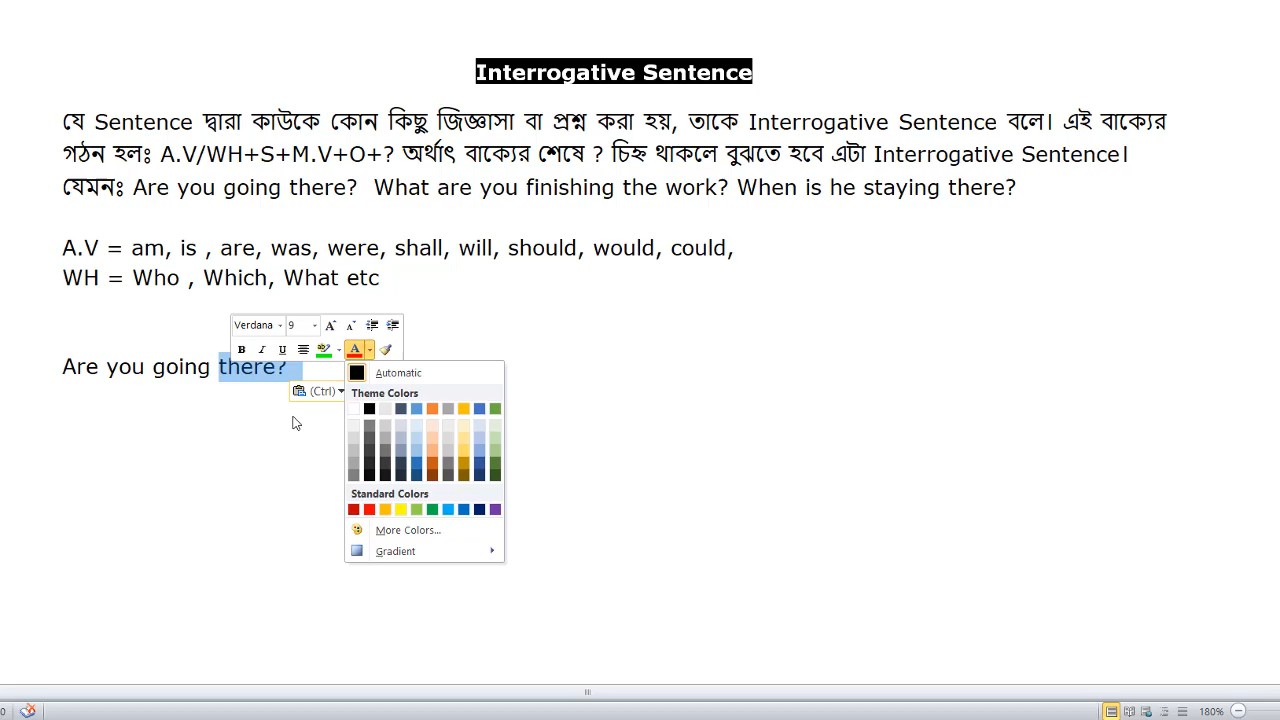 Interrogative Sentence
যে Sentence দ্বারা কাউকে কোন কিছু জিজ্ঞাসা বা প্রশ্ন করা হয়, তাকে Interrogative Sentence বলে। এই বাক্যের
গঠন হলঃ A.V/WH+S+M.V+O+? অর্থাৎ বাক্যের শেষে ? চিহ্ন থাকলে বুঝতে হবে এটা Interrogative Sentence।
যেমনঃ Are you going there? What are you finishing the work? When is he staying there?
A.V = am, is , are, was, were, shall, will, should, would, could,
WH = Who , Which, What etc
Verdana 9
B I U A
Are you going there?
Automatic
(Ctrl)
Theme Colors
Standard Colors
More Colors...
Gradient
0
180%